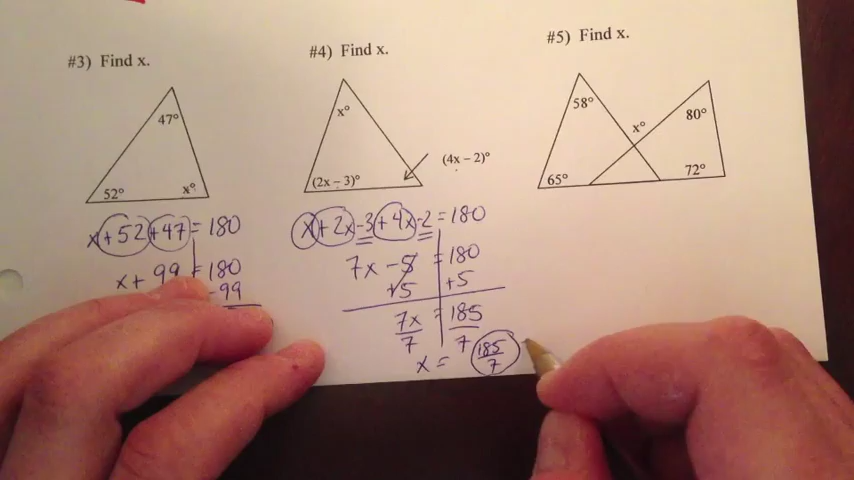 #3) Find x.
47°
52°
x°
x + 52 + 47 = 180
x + 99 = 180
- 99
#4) Find x.
x°
(2x – 3)°
(4x – 2)°
x + 2x - 3 + 4x - 2 = 180
7x - 5 = 180
+5 +5
7x = 185
7 7
x = 185/7
#5) Find x.
58°
x°
80°
65°
72°